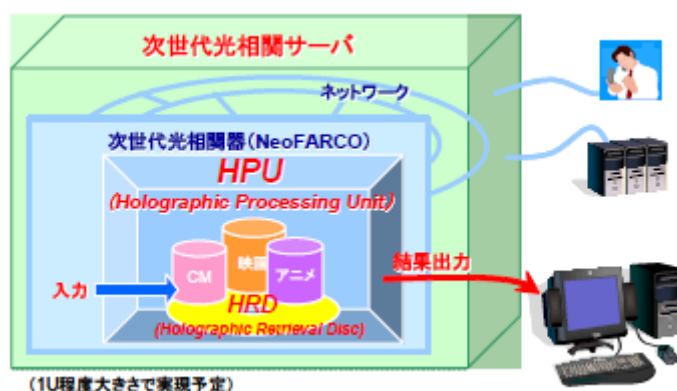 次世代光相関サーバ
ネットワーク
次世代光相関器(NeoFARCO)
HPU
(Holographic Processing Unit)
CM
映画
アニメ
入力
結果出力
HRD
(Holographic Retrieval Disc)
(1U程度大きさで実現予定)